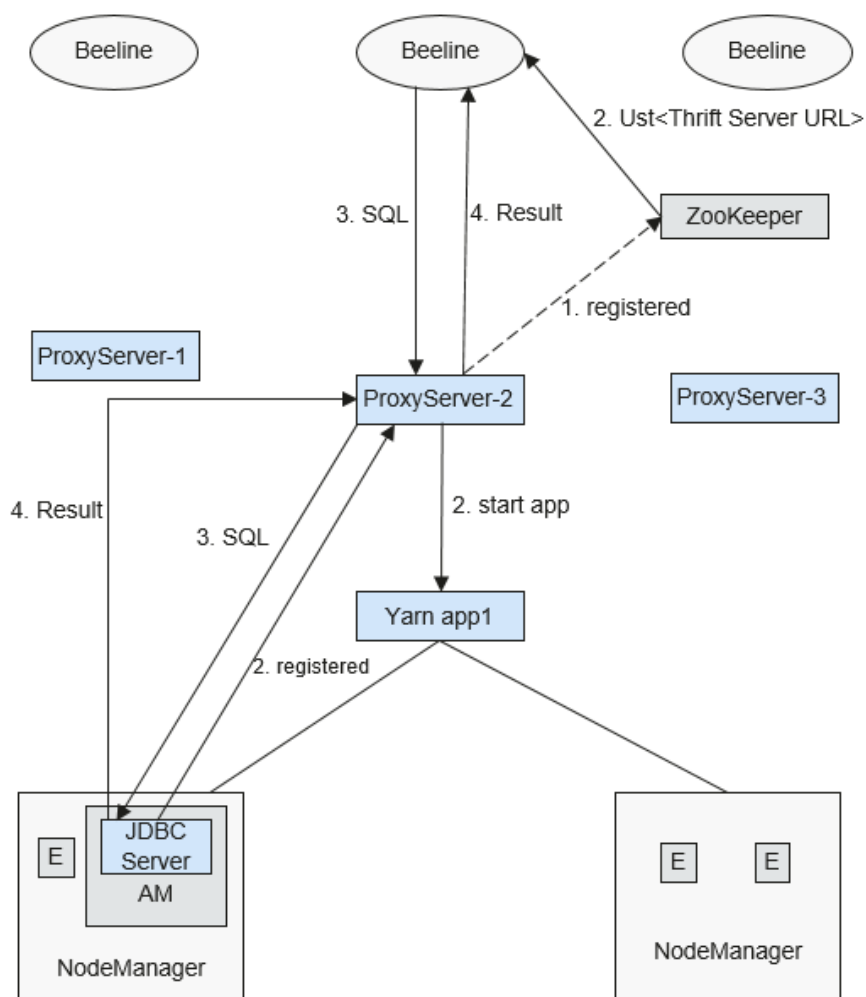 Beeline
Beeline
Beeline
2. Ust<Thrift Server URL>
3. SQL
4. Result
ZooKeeper
1. registered
ProxyServer-1
ProxyServer-2
ProxyServer-3
4. Result
3. SQL
2. start app
Yarn app1
2. registered
JDBC
Server
E
AM
NodeManager
E
E
NodeManager